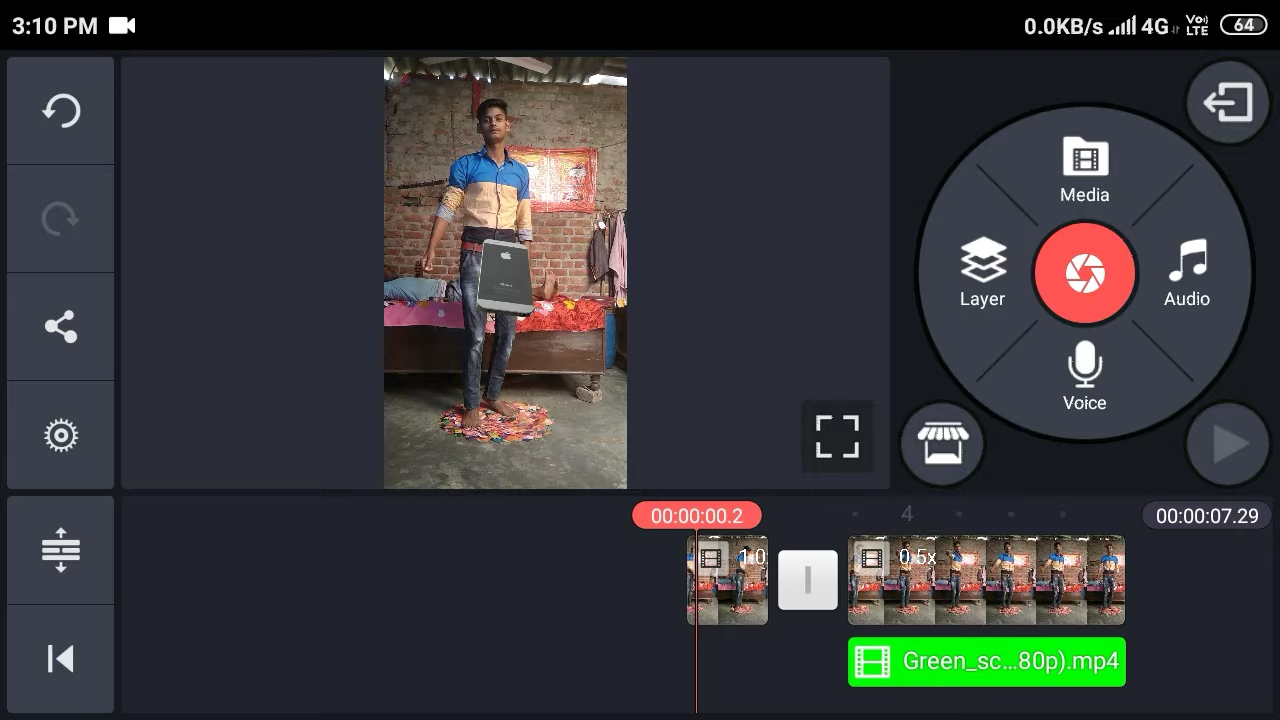 3:10 PM
0.0KB/s 4G Vo) LTE 64
Media
Layer
Audio
Voice
00:00:00.2
4
00:00:07.29
1.0
0.5x
Green_sc...80p).mp4